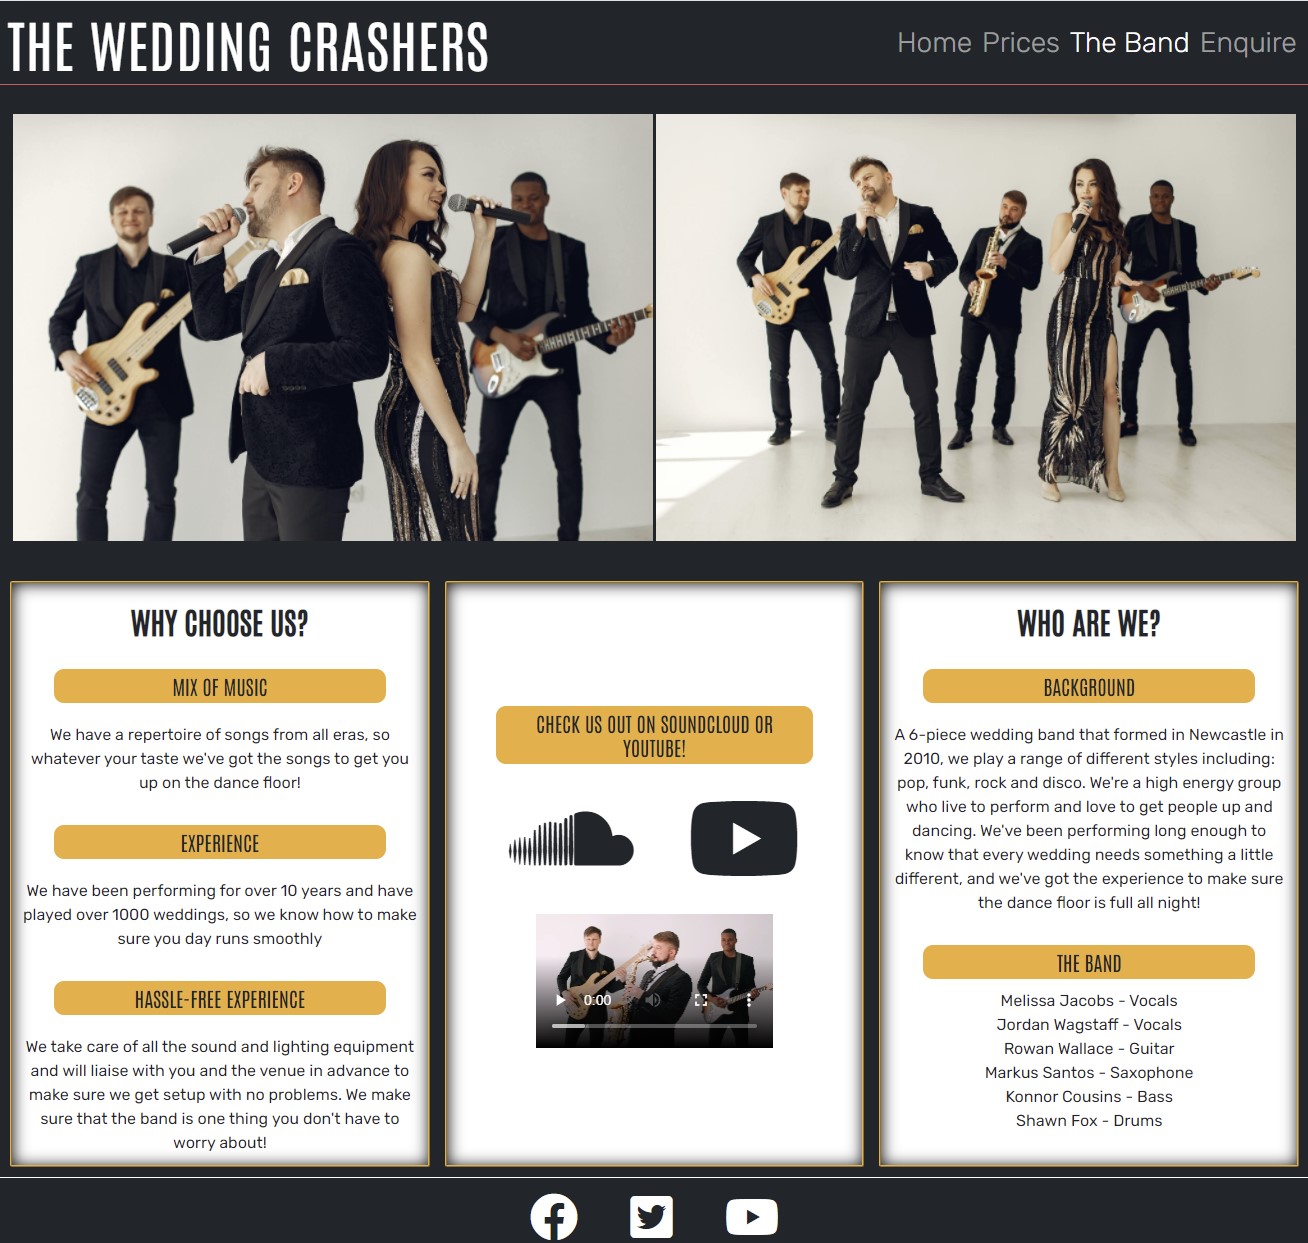 THE WEDDING CRASHERS
Home Prices The Band Enquire
WHY CHOOSE US?
MIX OF MUSIC
We have a repertoire of songs from all eras, so
whatever your taste we've got the songs to get you
up on the dance floor!
EXPERIENCE
We have been performing for over 10 years and have
played over 1000 weddings, so we know how to make
sure you day runs smoothly
HASSLE-FREE EXPERIENCE
We take care of all the sound and lighting equipment
and will liaise with you and the venue in advance to
make sure we get setup with no problems. We make
sure that the band is one thing you don't have to
worry about!
CHECK US OUT ON SOUNDCLOUD OR
YOUTUBE!
0:00
WHO ARE WE?
BACKGROUND
A 6-piece wedding band that formed in Newcastle in
2010, we play a range of different styles including:
pop, funk, rock and disco. We're a high energy group
who live to perform and love to get people up and
dancing. We've been performing long enough to
know that every wedding needs something a little
different, and we've got the experience to make sure
the dance floor is full all night!
THE BAND
Melissa Jacobs - Vocals
Jordan Wagstaff - Vocals
Rowan Wallace - Guitar
Markus Santos - Saxophone
Konnor Cousins - Bass
Shawn Fox - Drums